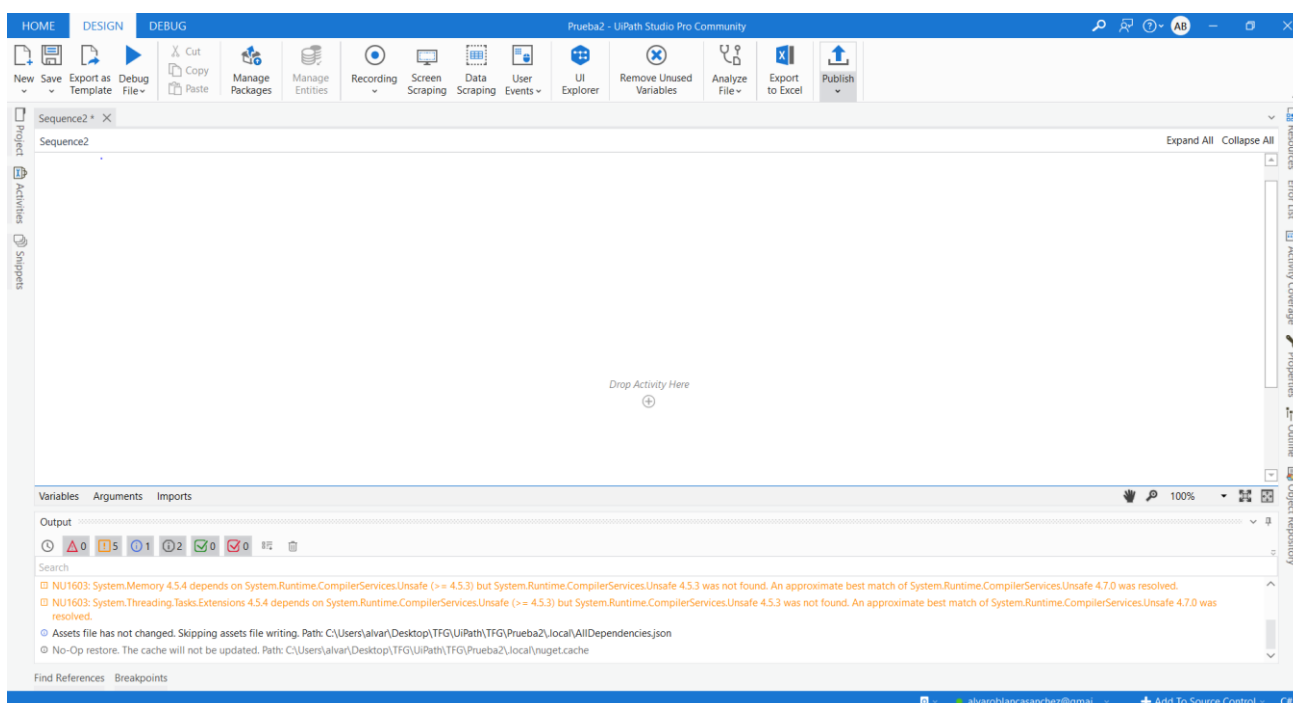 HOME DESIGN DEBUG Prueba2 - UiPath Studio Pro Community AB
New Save Export as Template Debug File Cut Copy Paste Manage Packages Manage Entities Recording Screen Scraping Data Scraping User Events UI Explorer Remove Unused Variables Analyze File Export to Excel Publish
Project
Activities
Snippets
Sequence2 *
Sequence2 Expand All Collapse All
Drop Activity Here
Resources
Error List
Activity Coverage
Properties
Outline
Object Repository
Variables Arguments Imports 100%
Output
0 5 1 2 0 0
Search
NU1603: System.Memory 4.5.4 depends on System.Runtime.CompilerServices.Unsafe (>= 4.5.3) but System.Runtime.CompilerServices.Unsafe 4.5.3 was not found. An approximate best match of System.Runtime.CompilerServices.Unsafe 4.7.0 was resolved.
NU1603: System.Threading.Tasks.Extensions 4.5.4 depends on System.Runtime.CompilerServices.Unsafe (>= 4.5.3) but System.Runtime.CompilerServices.Unsafe 4.5.3 was not found. An approximate best match of System.Runtime.CompilerServices.Unsafe 4.7.0 was
resolved.
Assets file has not changed. Skipping assets file writing. Path: C:\Users\alvar\Desktop\TFG\UiPath\TFG\Prueba2\.local\AllDependencies.json
No-Op restore. The cache will not be updated. Path: C:\Users\alvar\Desktop\TFG\UiPath\TFG\Prueba2\.local\nuget.cache
Find References Breakpoints
alvaroblancasanchez@gmai Add To Source Control C#